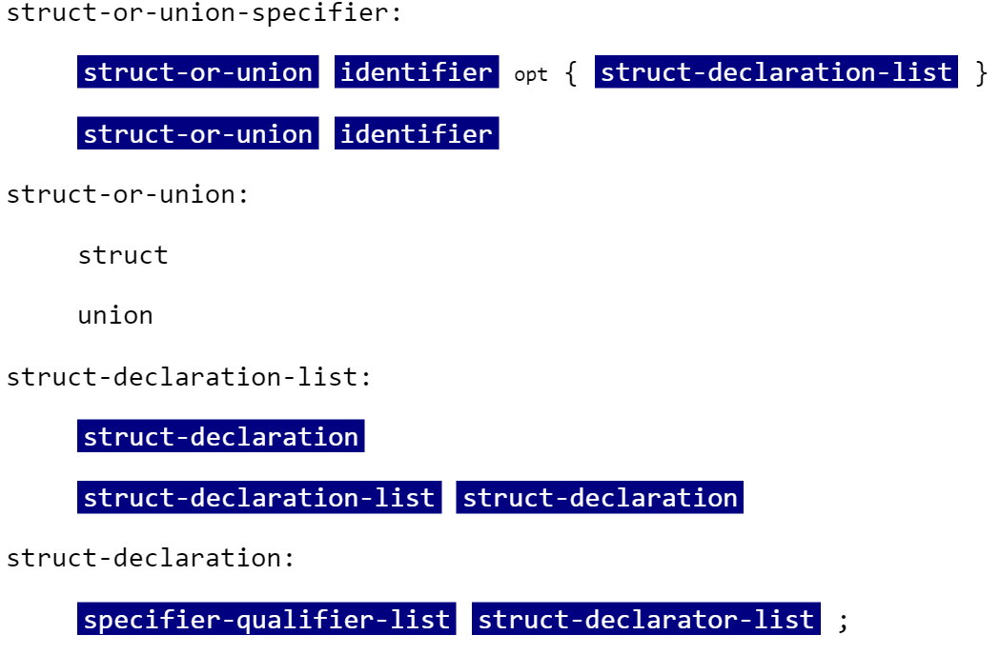 struct-or-union-specifier:
struct-or-union identifier opt { struct-declaration-list }
struct-or-union identifier
struct-or-union:
struct
union
struct-declaration-list:
struct-declaration
struct-declaration-list struct-declaration
struct-declaration:
specifier-qualifier-list struct-declarator-list ;